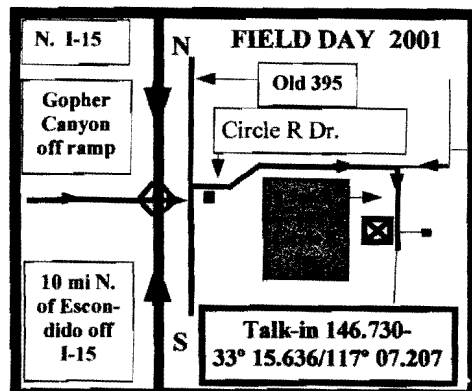 N. I-15
N
FIELD DAY 2001
Old 395
Gopher
Canyon
off ramp
Circle R Dr.
10 mi N.
of Escon-
dido off
I-15
S
Talk-in 146.730-
33° 15.636/117° 07.207